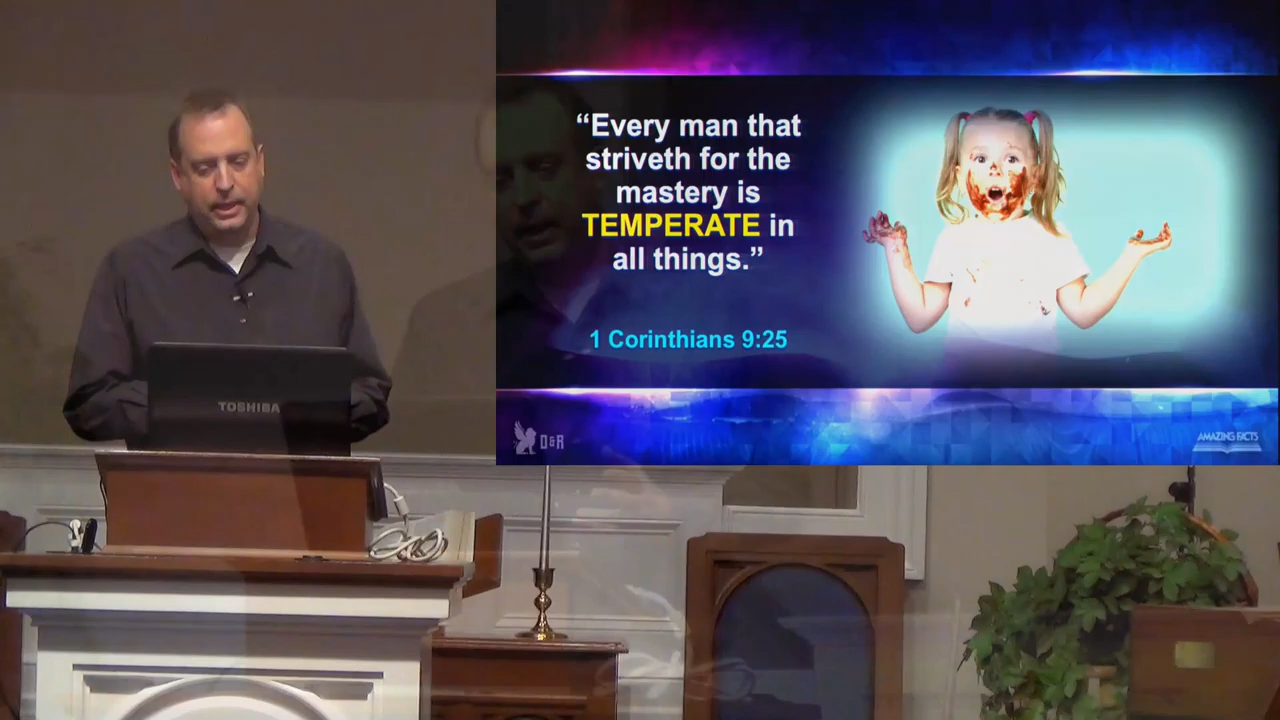 “Every man that
striveth for the
mastery is
TEMPERATE in
all things.”
1 Corinthians 9:25
D&R
AMAZING FACTS
TOSHIBA